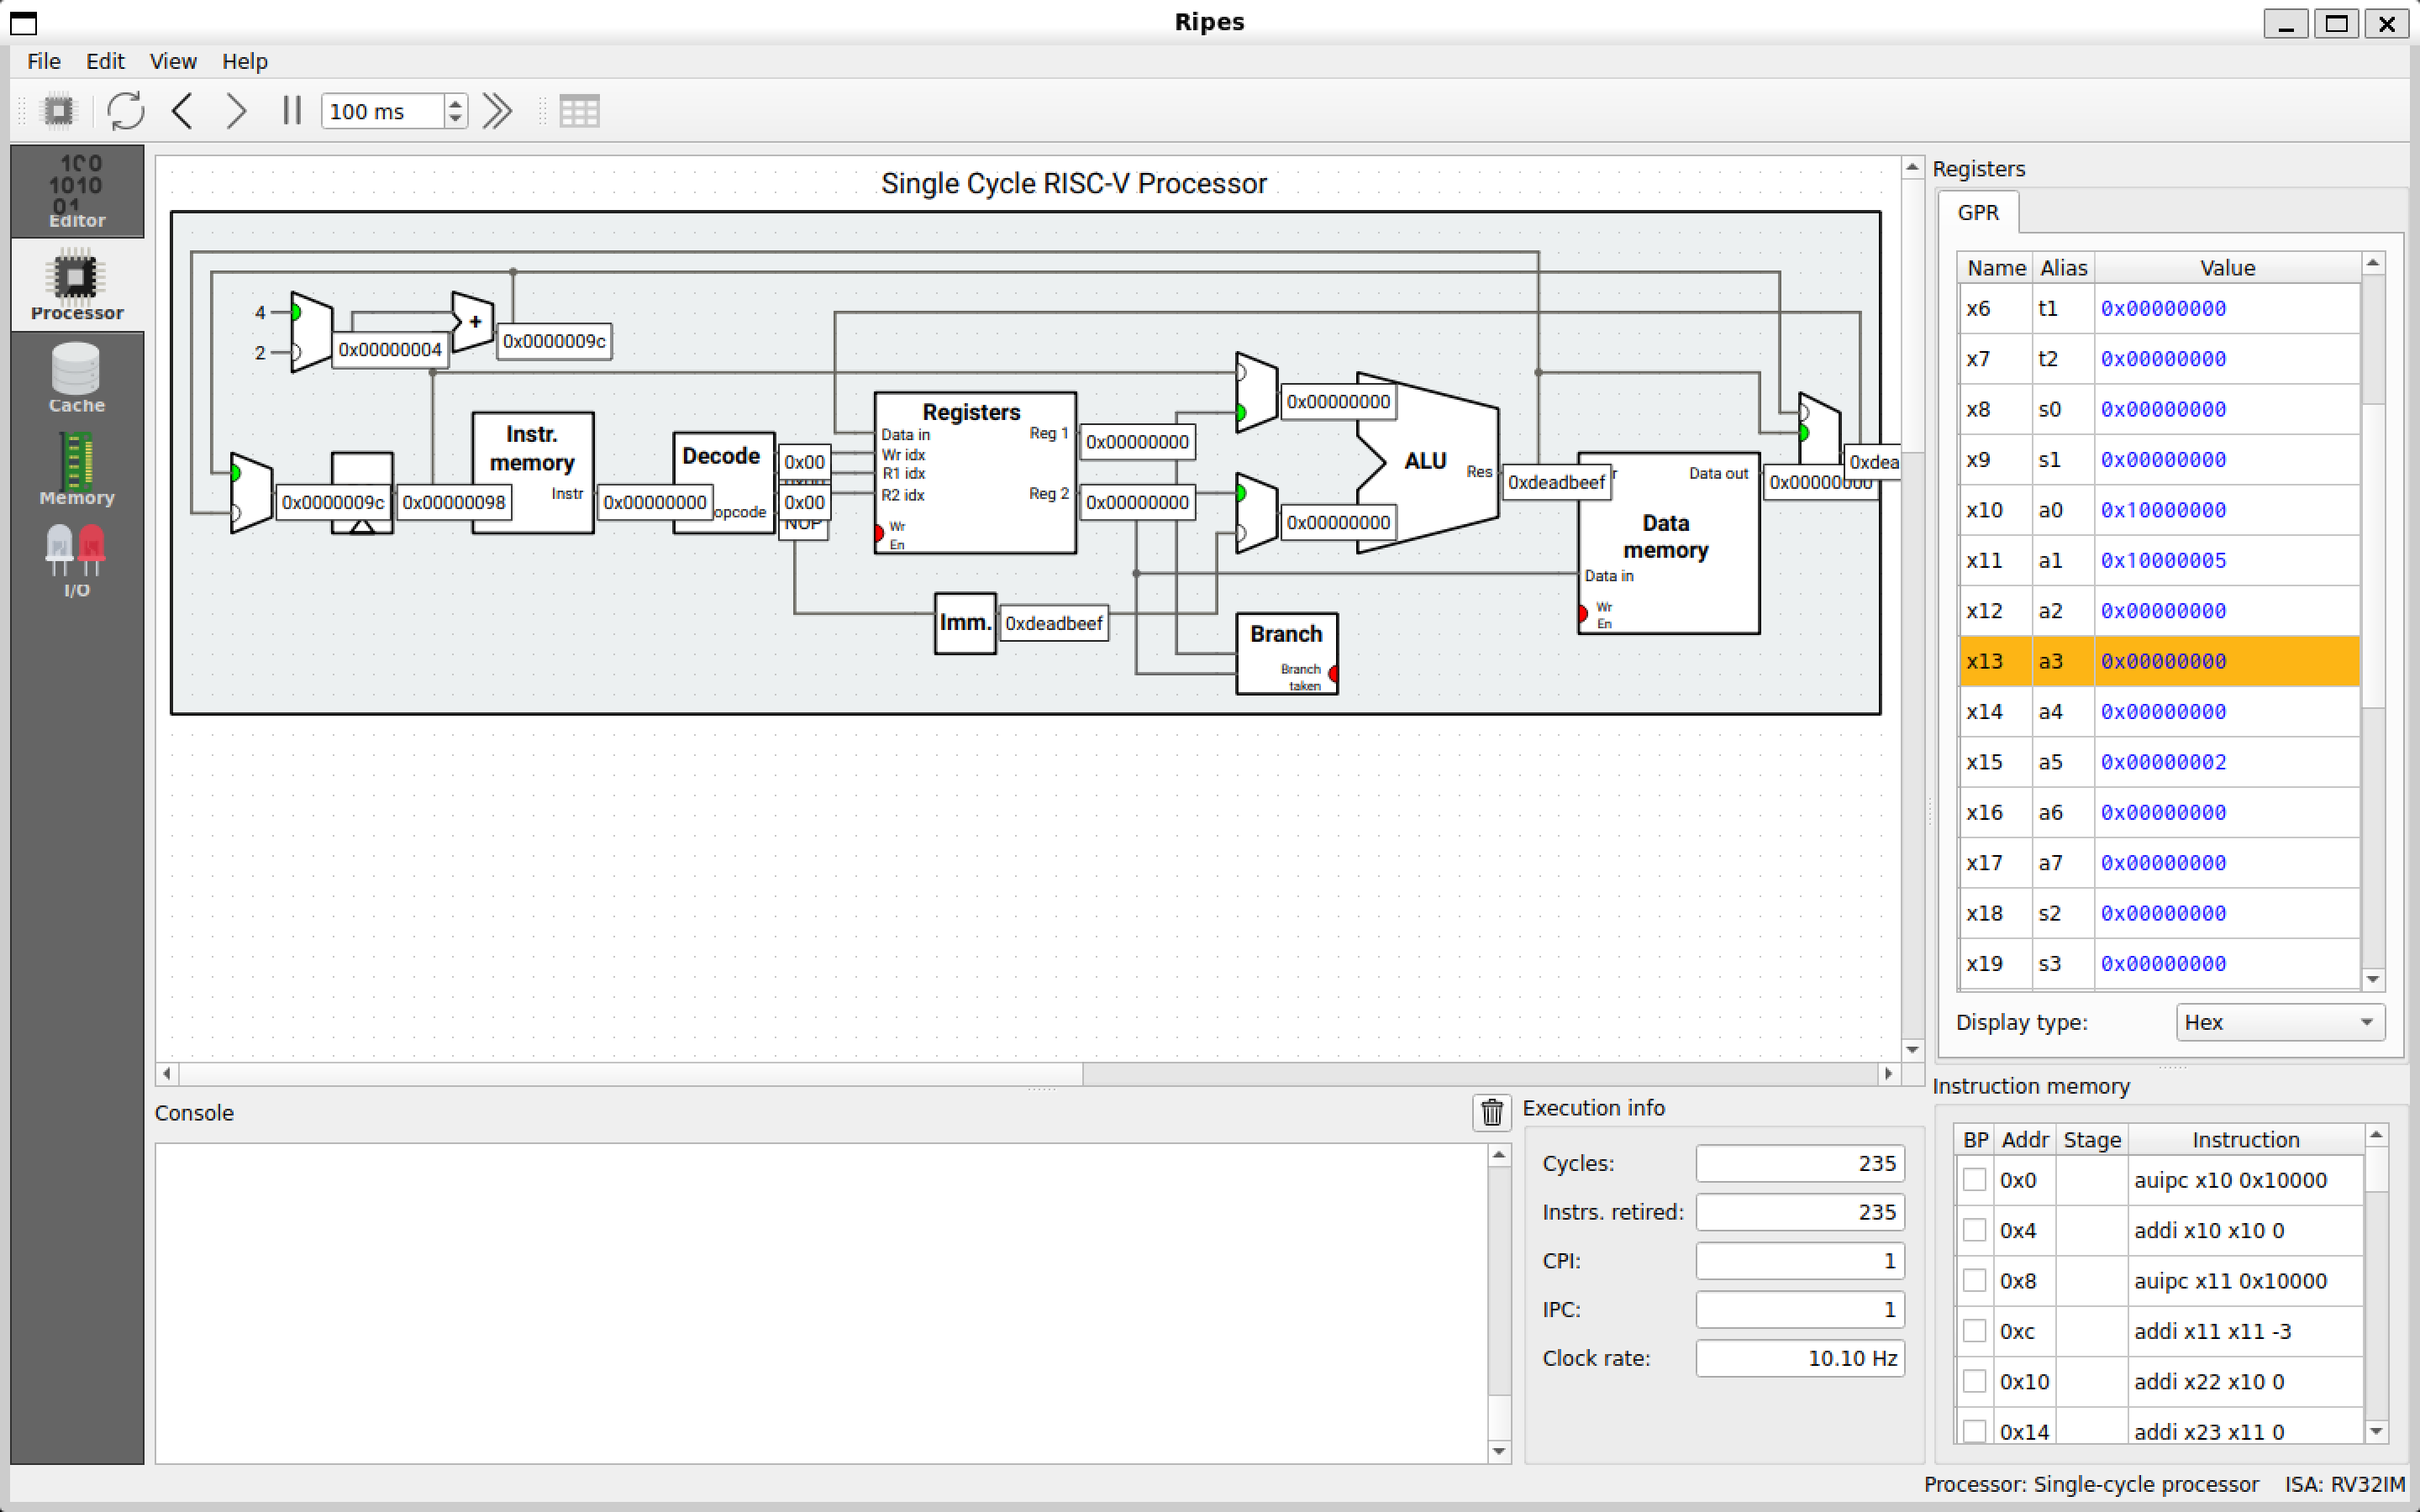 Ripes
File Edit View Help
100 ms
Editor
Processor
Cache
Memory
I/O
Single Cycle RISC-V Processor
4
2
0x00000004
+
0x0000009c
0x0000009c
0x00000098
Instr.
memory
Instr
0x00000000
Decode
opcode
0x00
0x00
NOP
Registers
Data in
Wr idx
R1 idx
R2 idx
Wr
En
Reg 1
Reg 2
0x00000000
0x00000000
Imm.
0xdeadbeef
0x00000000
0x00000000
ALU
Res
0xdeadbeef
r
Data out
Data
memory
Data in
Wr
En
0x00000000
0xdea
Branch
Branch
taken
Registers
GPR
Name Alias Value
x6 t1 0x00000000
x7 t2 0x00000000
x8 s0 0x00000000
x9 s1 0x00000000
x10 a0 0x10000000
x11 a1 0x10000005
x12 a2 0x00000000
x13 a3 0x00000000
x14 a4 0x00000000
x15 a5 0x00000002
x16 a6 0x00000000
x17 a7 0x00000000
x18 s2 0x00000000
x19 s3 0x00000000
Display type: Hex
Console
Execution info
Cycles: 235
Instrs. retired: 235
CPI: 1
IPC: 1
Clock rate: 10.10 Hz
Instruction memory
BP Addr Stage Instruction
0x0 auipc x10 0x10000
0x4 addi x10 x10 0
0x8 auipc x11 0x10000
0xc addi x11 x11 -3
0x10 addi x22 x10 0
0x14 addi x23 x11 0
Processor: Single-cycle processor ISA: RV32IM